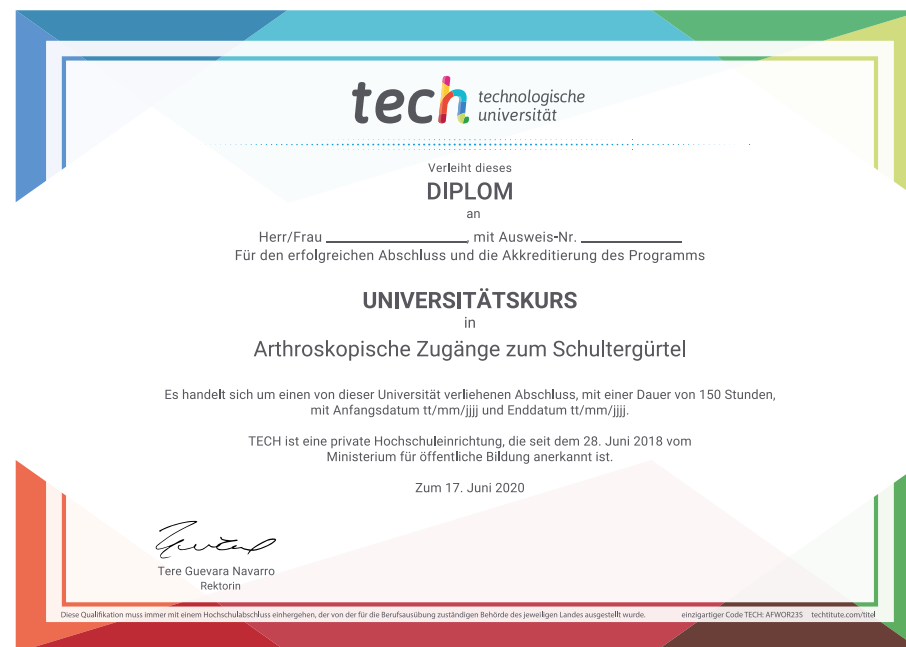 tech technologische
universität
Verleiht dieses
DIPLOM
an
Herr/Frau ____________________, mit Ausweis-Nr. ______________
Für den erfolgreichen Abschluss und die Akkreditierung des Programms
UNIVERSITÄTSKURS
in
Arthroskopische Zugänge zum Schultergürtel
Es handelt sich um einen von dieser Universität verliehenen Abschluss, mit einer Dauer von 150 Stunden,
mit Anfangsdatum tt/mm/jjjj und Enddatum tt/mm/jjjj.
TECH ist eine private Hochschuleinrichtung, die seit dem 28. Juni 2018 vom
Ministerium für öffentliche Bildung anerkannt ist.
Zum 17. Juni 2020
Tere Guevara Navarro
Rektorin
Diese Qualifikation muss immer mit einem Hochschulabschluss einhergehen, der von der für die Berufsausübung zuständigen Behörde des jeweiligen Landes ausgestellt wurde. einzigartiger Code TECH: AFWOR23S techtitute.com/titel